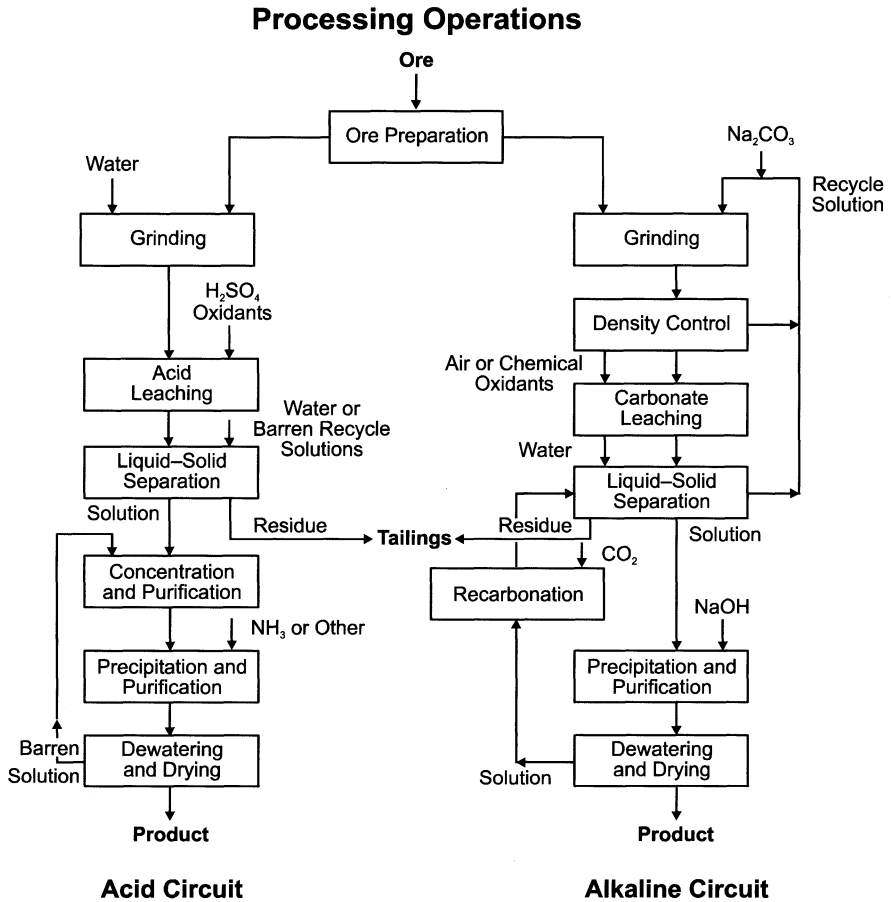 Processing Operations
Ore
Ore Preparation
Water
Na₂CO₃
Recycle
Solution
Grinding
Grinding
H₂SO₄
Oxidants
Density Control
Air or Chemical
Oxidants
Acid
Leaching
Carbonate
Leaching
Water or
Barren Recycle
Solutions
Water
Liquid–Solid
Separation
Liquid–Solid
Separation
Solution
Residue
Tailings
Residue
Solution
CO₂
Concentration
and Purification
Recarbonation
NH₃ or Other
NaOH
Precipitation and
Purification
Precipitation and
Purification
Barren
Solution
Dewatering
and Drying
Solution
Dewatering
and Drying
Product
Product
Acid Circuit
Alkaline Circuit